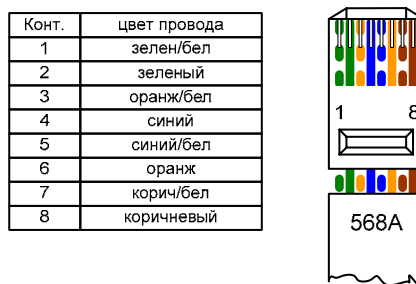 Конт. цвет провода
1 зелен/бел
2 зеленый
3 оранж/бел
4 синий
5 синий/бел
6 оранж
7 корич/бел
8 коричневый
1 8
568A